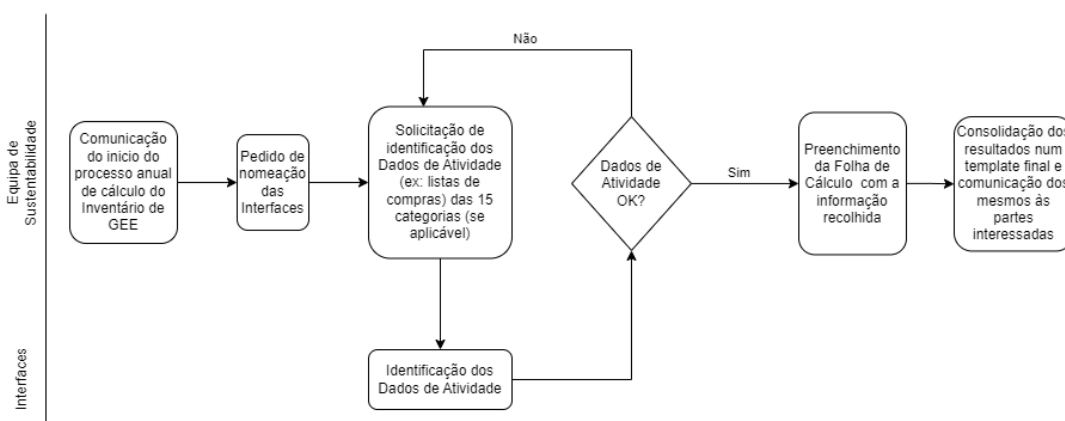 Não
Equipa de
Sustentabilidade
Comunicação
do inicio do
processo anual
de cálculo do
Inventário de
GEE
Pedido de
nomeação
das
Interfaces
Solicitação de
identificação dos
Dados de Atividade
(ex: listas de
compras) das 15
categorias (se
aplicável)
Dados de
Atividade
OK?
Sim
Preenchimento
da Folha de
Cálculo com a
informação
recolhida
Consolidação dos
resultados num
template final e
comunicação dos
mesmos às
partes
interessadas
Interfaces
Identificação dos
Dados de Atividade